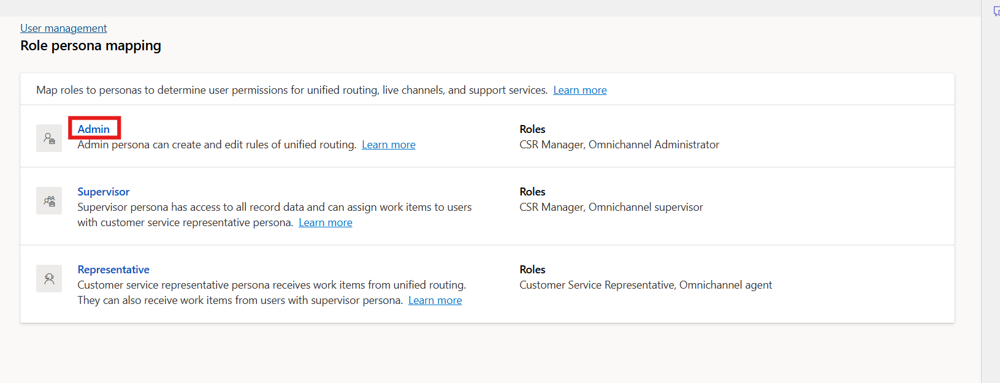 User management
Role persona mapping
Map roles to personas to determine user permissions for unified routing, live channels, and support services. Learn more
Admin
Admin persona can create and edit rules of unified routing. Learn more
Roles
CSR Manager, Omnichannel Administrator
Supervisor
Supervisor persona has access to all record data and can assign work items to users
with customer service representative persona. Learn more
Roles
CSR Manager, Omnichannel supervisor
Representative
Customer service representative persona receives work items from unified routing.
They can also receive work items from users with supervisor persona. Learn more
Roles
Customer Service Representative, Omnichannel agent